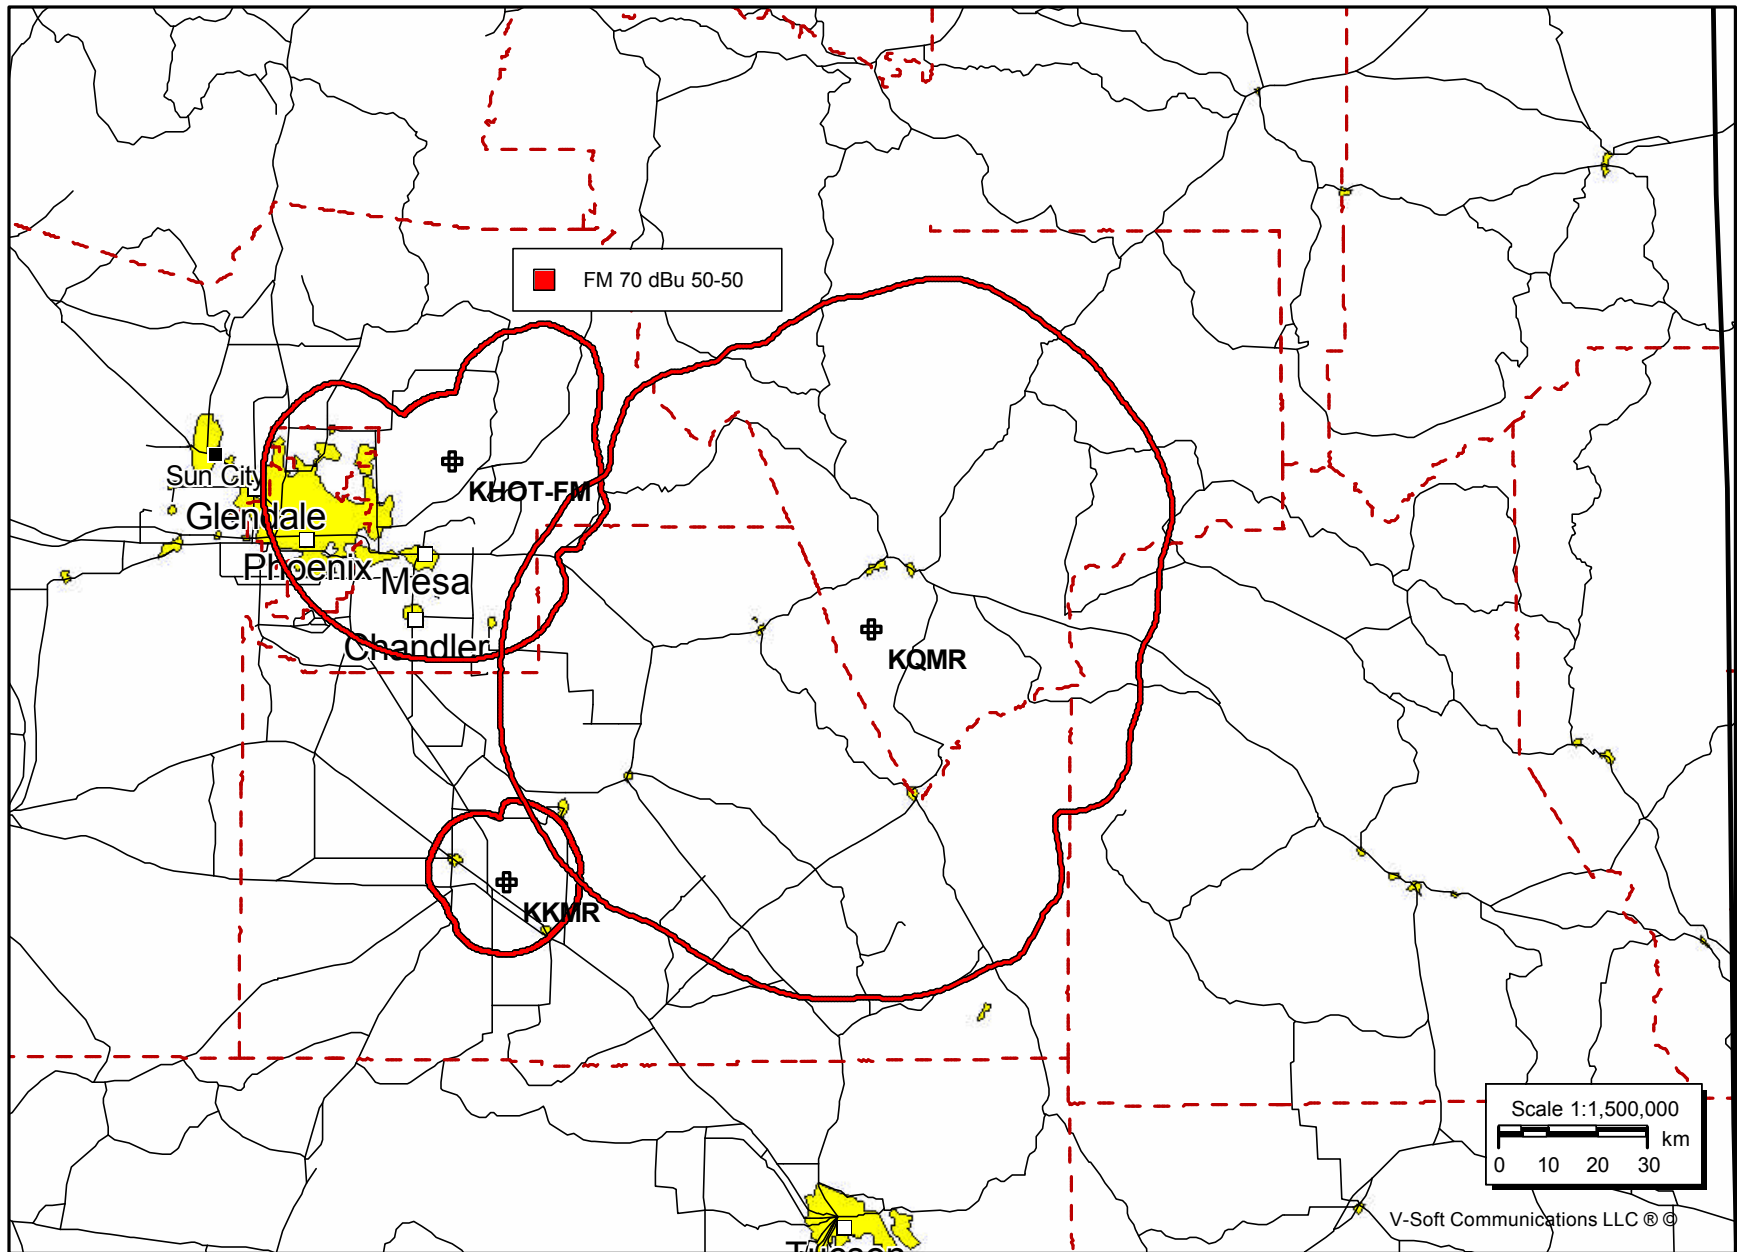 FM 70 dBu 50-50
Sun City
KHOT-FM
Glendale
Phoenix
Mesa
Chandler
KQMR
KKMR
Scale 1:1,500,000
km
0 10 20 30
V-Soft Communications LLC ® ©
Tucson